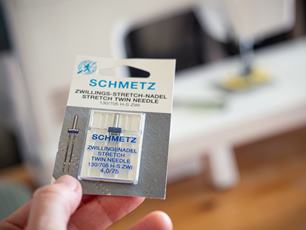 SCHMETZ
ZWILLINGS-STRETCH-NADEL
STRETCH TWIN NEEDLE
130/705 H-S ZWI
SCHMETZ
ZWILLINGSNADEL
STRETCH
TWIN NEEDLE
130/705 H-S ZWI
4,0/75